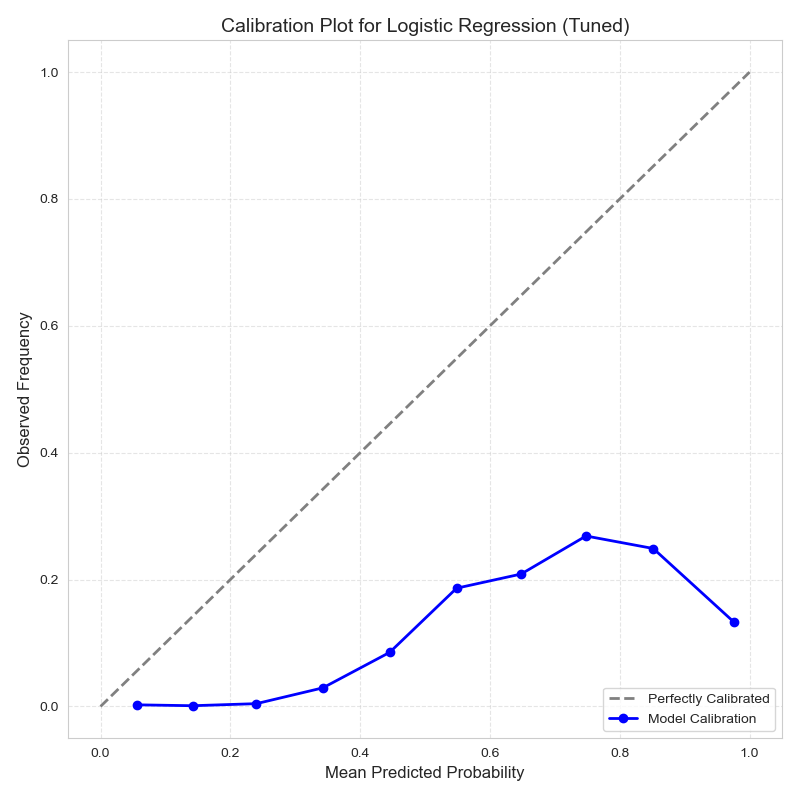 Calibration Plot for Logistic Regression (Tuned)
1.0
0.8
0.6
0.4
0.2
0.0
Observed Frequency
0.0 0.2 0.4 0.6 0.8 1.0
Mean Predicted Probability
Perfectly Calibrated
Model Calibration